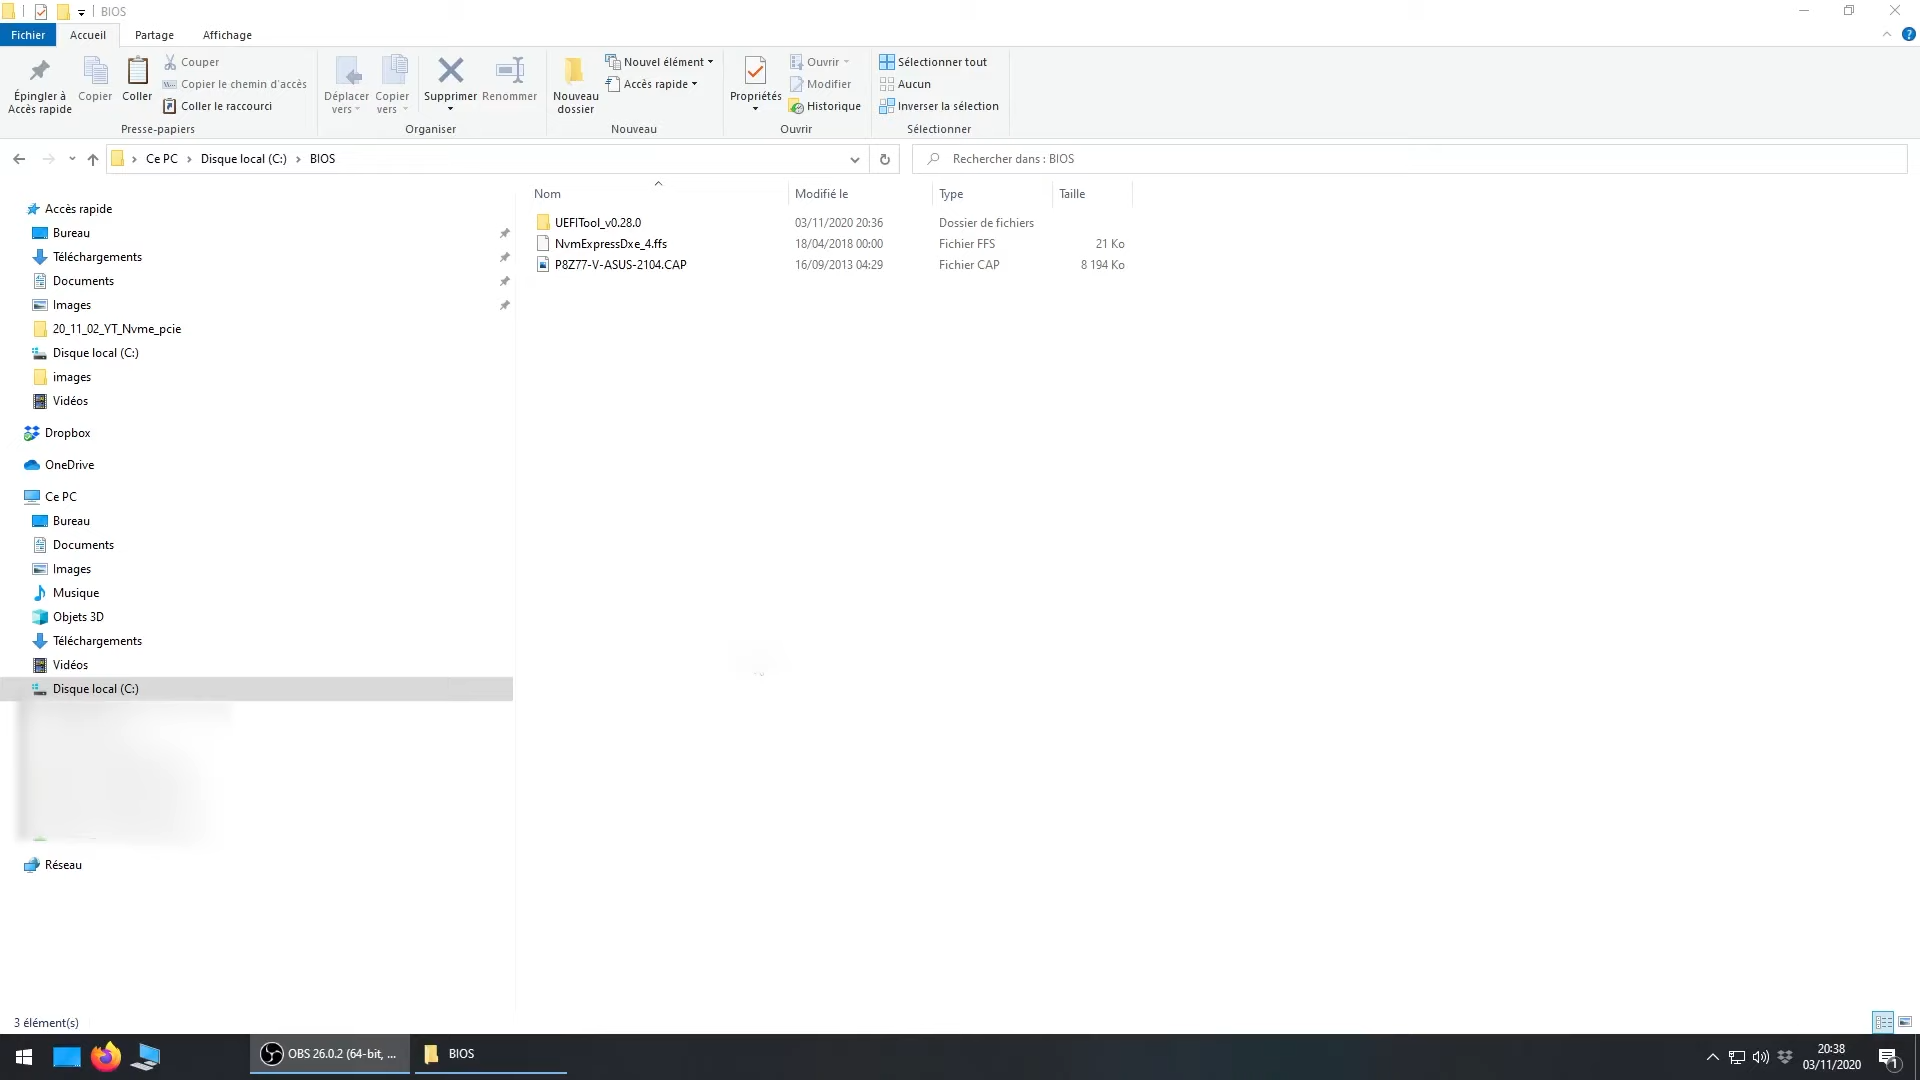 BIOS
Fichier Accueil Partage Affichage
Épingler à Accès rapide
Copier
Coller
Couper
Copier le chemin d'accès
Coller le raccourci
Presse-papiers
Déplacer vers
Copier vers
Supprimer
Renommer
Organiser
Nouveau dossier
Nouvel élément
Accès rapide
Nouveau
Propriétés
Ouvrir
Modifier
Historique
Ouvrir
Sélectionner tout
Aucun
Inverser la sélection
Sélectionner
Ce PC Disque local (C:) BIOS
Rechercher dans : BIOS
Accès rapide
Bureau
Téléchargements
Documents
Images
20_11_02_YT_Nvme_pcie
Disque local (C:)
images
Vidéos
Dropbox
OneDrive
Ce PC
Bureau
Documents
Images
Musique
Objets 3D
Téléchargements
Vidéos
Disque local (C:)
Réseau
Nom Modifié le Type Taille
UEFITool_v0.28.0 03/11/2020 20:36 Dossier de fichiers
NvmExpressDxe_4.ffs 18/04/2018 00:00 Fichier FFS 21 Ko
P8Z77-V-ASUS-2104.CAP 16/09/2013 04:29 Fichier CAP 8 194 Ko
3 élément(s)
OBS 26.0.2 (64-bit, ...
BIOS
20:38
03/11/2020
1